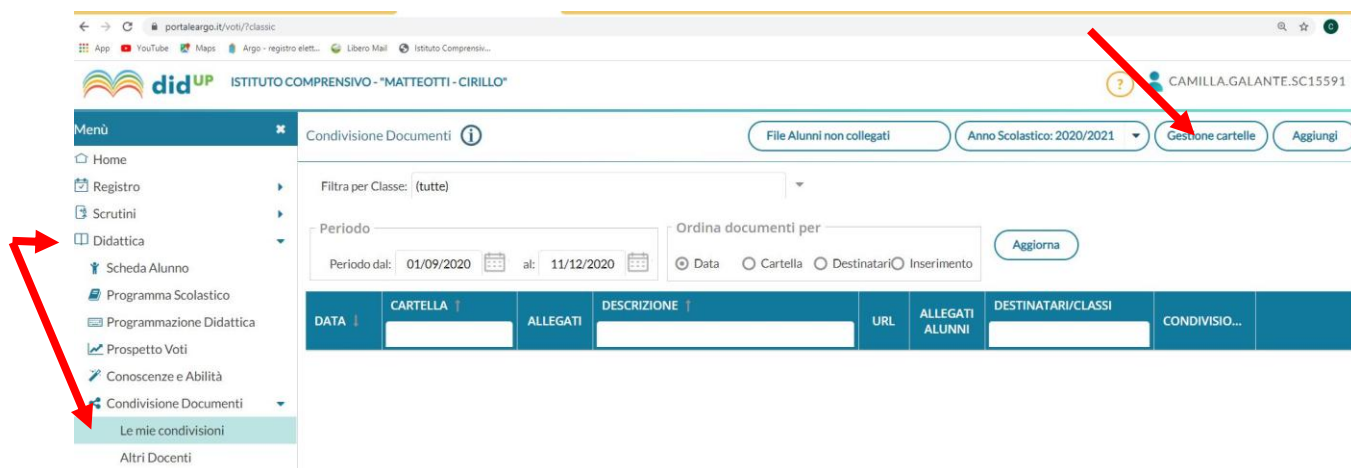 portaleargo.it/voti/?classic
App YouTube Maps Argo - registro elett... Libero Mail Istituto Comprensiv...
didUP ISTITUTO COMPRENSIVO - "MATTEOTTI - CIRILLO" ? CAMILLA.GALANTE.SC15591
Menù
Condivisione Documenti i File Alunni non collegati Anno Scolastico: 2020/2021 Gestione cartelle Aggiungi
Home
Registro
Filtra per Classe: (tutte)
Scrutini
Didattica
Periodo
Ordina documenti per
Aggiorna
Periodo dal: 01/09/2020 al: 11/12/2020
Data Cartella Destinatari Inserimento
Scheda Alunno
Programma Scolastico
Programmazione Didattica
Prospetto Voti
Conoscenze e Abilità
Condivisione Documenti
Le mie condivisioni
Altri Docenti
DATA CARTELLA ALLEGATI DESCRIZIONE URL ALLEGATI ALUNNI DESTINATARI/CLASSI CONDIVISIO...